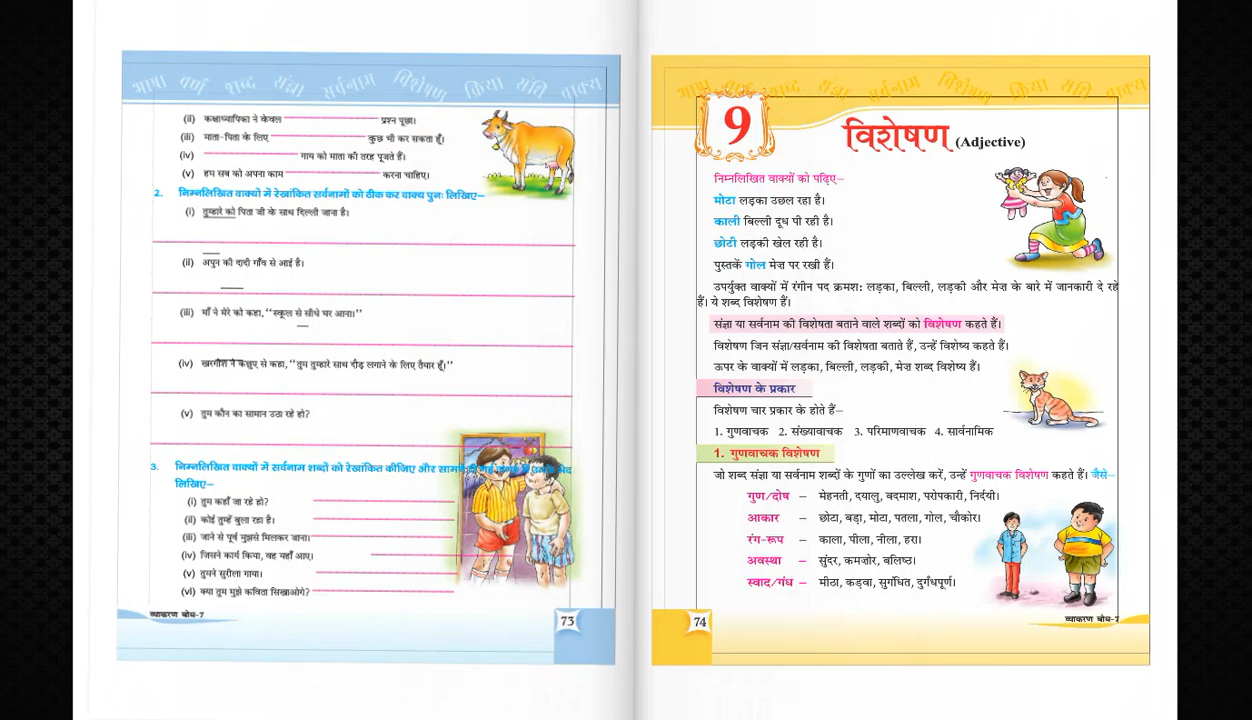 भाषा वर्ण शब्द संज्ञा सर्वनाम विशेषण क्रिया संधि वाक्य
(ii) कक्षाध्यापिका ने केवल प्रश्न पूछा।
(iii) माता-पिता के लिए कुछ भी कर सकता हूँ।
(iv) गाय को माता की तरह पूजते हैं।
(v) हम सब को अपना काम करना चाहिए।
2. निम्नलिखित वाक्यों में रेखांकित सर्वनामों को ठीक कर वाक्य पुनः लिखिए–
(i) तुम्हारे को पिता जी के साथ दिल्ली जाना है।
(ii) अपुन की दादी गाँव से आई है।
(iii) माँ ने मेरे को कहा, “स्कूल से सीधे घर आना।”
(iv) खरगोश ने कछुए से कहा, “तुम तुम्हारे साथ दौड़ लगाने के लिए तैयार हूँ।”
(v) तुम कौन का सामान उठा रहे हो?
3. निम्नलिखित वाक्यों में सर्वनाम शब्दों को रेखांकित कीजिए और सामने दी गई जगह में उनके भेद
लिखिए–
(i) तुम कहाँ जा रहे हो?
(ii) कोई तुम्हें बुला रहा है।
(iii) जाने से पूर्व मुझसे मिलकर जाना।
(iv) जिसने कार्य किया, वह यहाँ आए।
(v) तुमने सुरीला गाया।
(vi) क्या तुम मुझे कविता सिखाओगे?
व्याकरण बोध-7
73
भाषा वर्ण शब्द संज्ञा सर्वनाम विशेषण क्रिया संधि वाक्य
9
विशेषण (Adjective)
निम्नलिखित वाक्यों को पढ़िए–
मोटा लड़का उछल रहा है।
काली बिल्ली दूध पी रही है।
छोटी लड़की खेल रही है।
पुस्तकें गोल मेज़ पर रखी हैं।
उपर्युक्त वाक्यों में रंगीन पद क्रमश: लड़का, बिल्ली, लड़की और मेज़ के बारे में जानकारी दे रहे
हैं। ये शब्द विशेषण हैं।
संज्ञा या सर्वनाम की विशेषता बताने वाले शब्दों को विशेषण कहते हैं।
विशेषण जिन संज्ञा/सर्वनाम की विशेषता बताते हैं, उन्हें विशेष्य कहते हैं।
ऊपर के वाक्यों में लड़का, बिल्ली, लड़की, मेज़ शब्द विशेष्य हैं।
विशेषण के प्रकार
विशेषण चार प्रकार के होते हैं–
1. गुणवाचक 2. संख्यावाचक 3. परिमाणवाचक 4. सार्वनामिक
1. गुणवाचक विशेषण
जो शब्द संज्ञा या सर्वनाम शब्दों के गुणों का उल्लेख करें, उन्हें गुणवाचक विशेषण कहते हैं। जैसे–
गुण/दोष – मेहनती, दयालु, बदमाश, परोपकारी, निर्दयी।
आकार – छोटा, बड़ा, मोटा, पतला, गोल, चौकोर।
रंग-रूप – काला, पीला, नीला, हरा।
अवस्था – सुंदर, कमज़ोर, बलिष्ठ।
स्वाद/गंध – मीठा, कड़वा, सुगंधित, दुर्गंधपूर्ण।
74
व्याकरण बोध-7